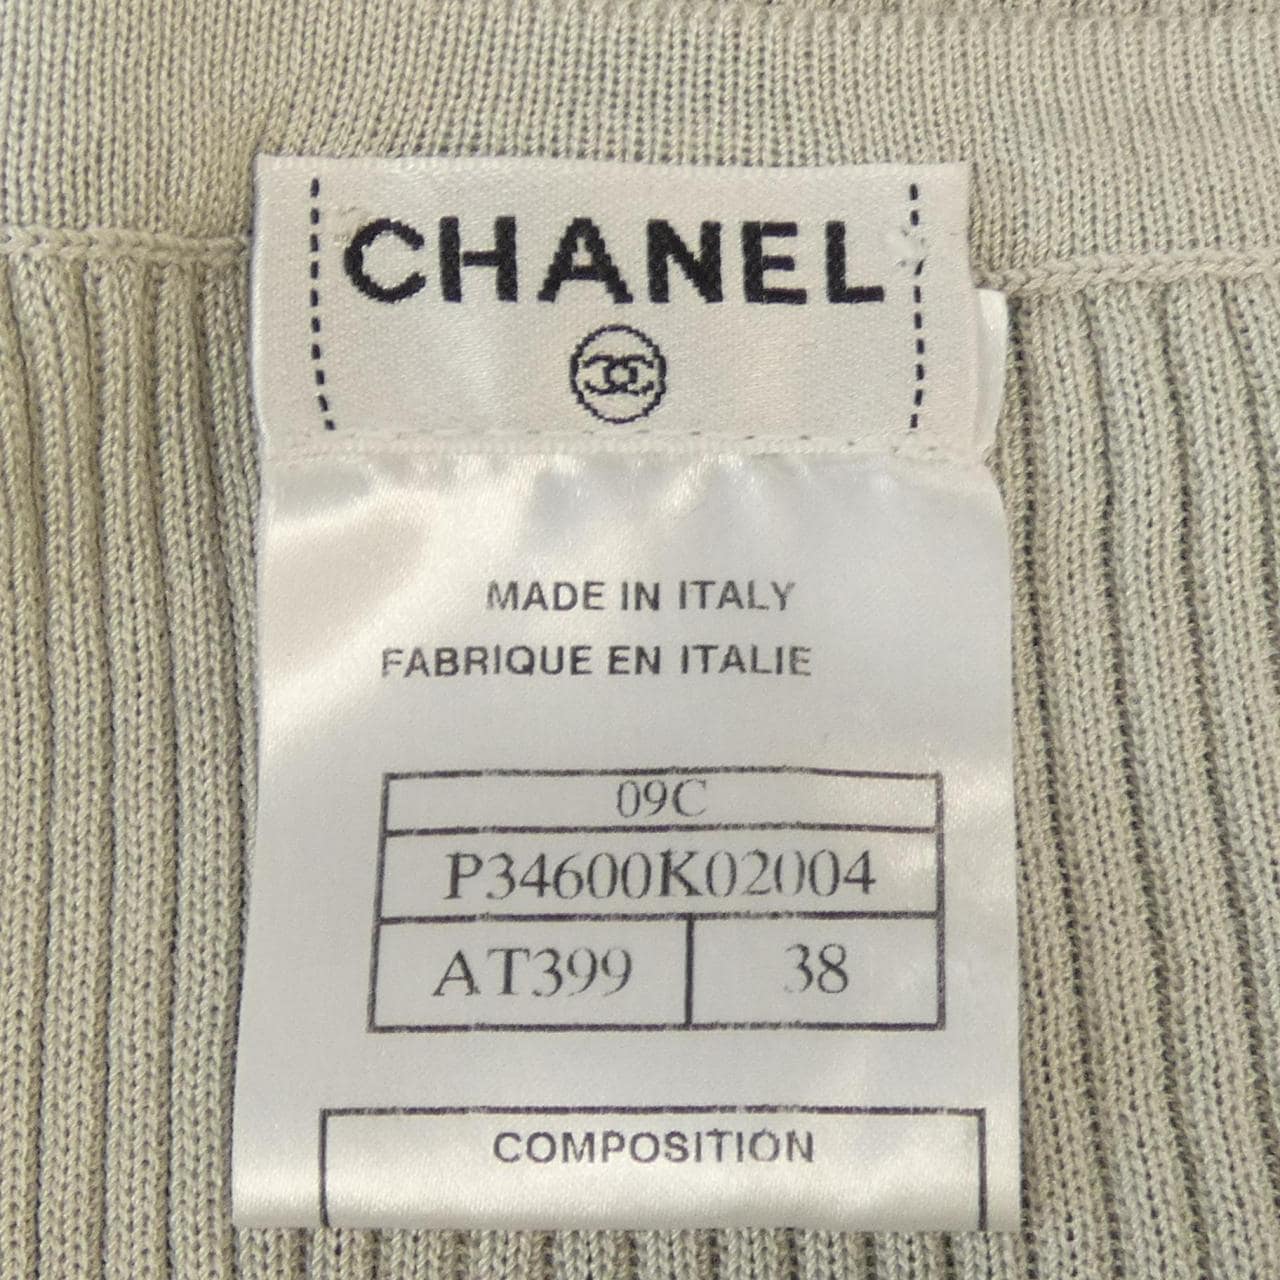 CHANEL
MADE IN ITALY
FABRIQUE EN ITALIE
09C
P34600K02004
AT399 38
COMPOSITION